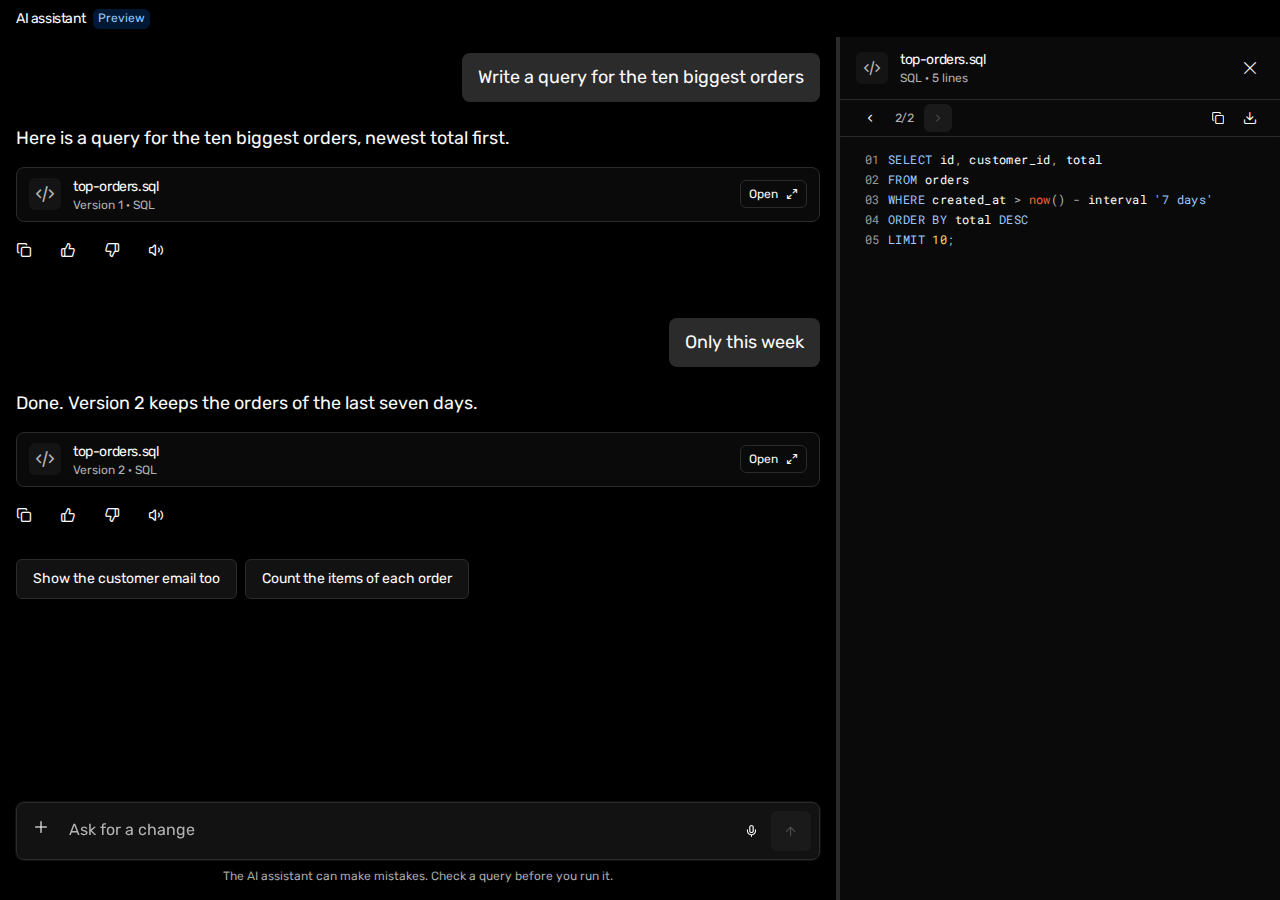 AI assistant Preview
Write a query for the ten biggest orders
Here is a query for the ten biggest orders, newest total first.
top-orders.sql
Version 1 • SQL
Open
Only this week
Done. Version 2 keeps the orders of the last seven days.
top-orders.sql
Version 2 • SQL
Open
Show the customer email too
Count the items of each order
Ask for a change
The AI assistant can make mistakes. Check a query before you run it.
top-orders.sql
SQL • 5 lines
2/2
01 SELECT id, customer_id, total
02 FROM orders
03 WHERE created_at > now() - interval '7 days'
04 ORDER BY total DESC
05 LIMIT 10;